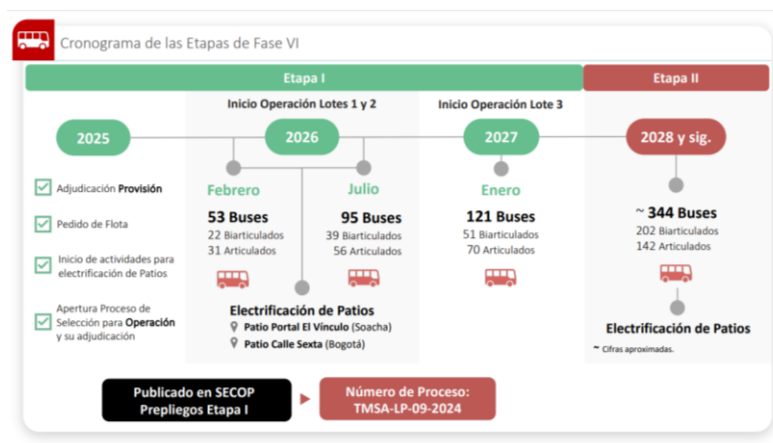 Cronograma de las Etapas de Fase VI
Etapa I
Etapa II
Inicio Operación Lotes 1 y 2
Inicio Operación Lote 3
2025
2026
2027
2028 y sig.
Adjudicación Provisión
Pedido de Flota
Inicio de actividades para
electrificación de Patios
Apertura Proceso de
Selección para Operación
y su adjudicación
Febrero
53 Buses
22 Biarticulados
31 Articulados
Julio
95 Buses
39 Biarticulados
56 Articulados
Electrificación de Patios
Patio Portal El Vínculo (Soacha)
Patio Calle Sexta (Bogotá)
Enero
121 Buses
51 Biarticulados
70 Articulados
~ 344 Buses
202 Biarticulados
142 Articulados
Electrificación de Patios
~ Cifras aproximadas.
Publicado en SECOP
Prepliegos Etapa I
Número de Proceso:
TMSA-LP-09-2024